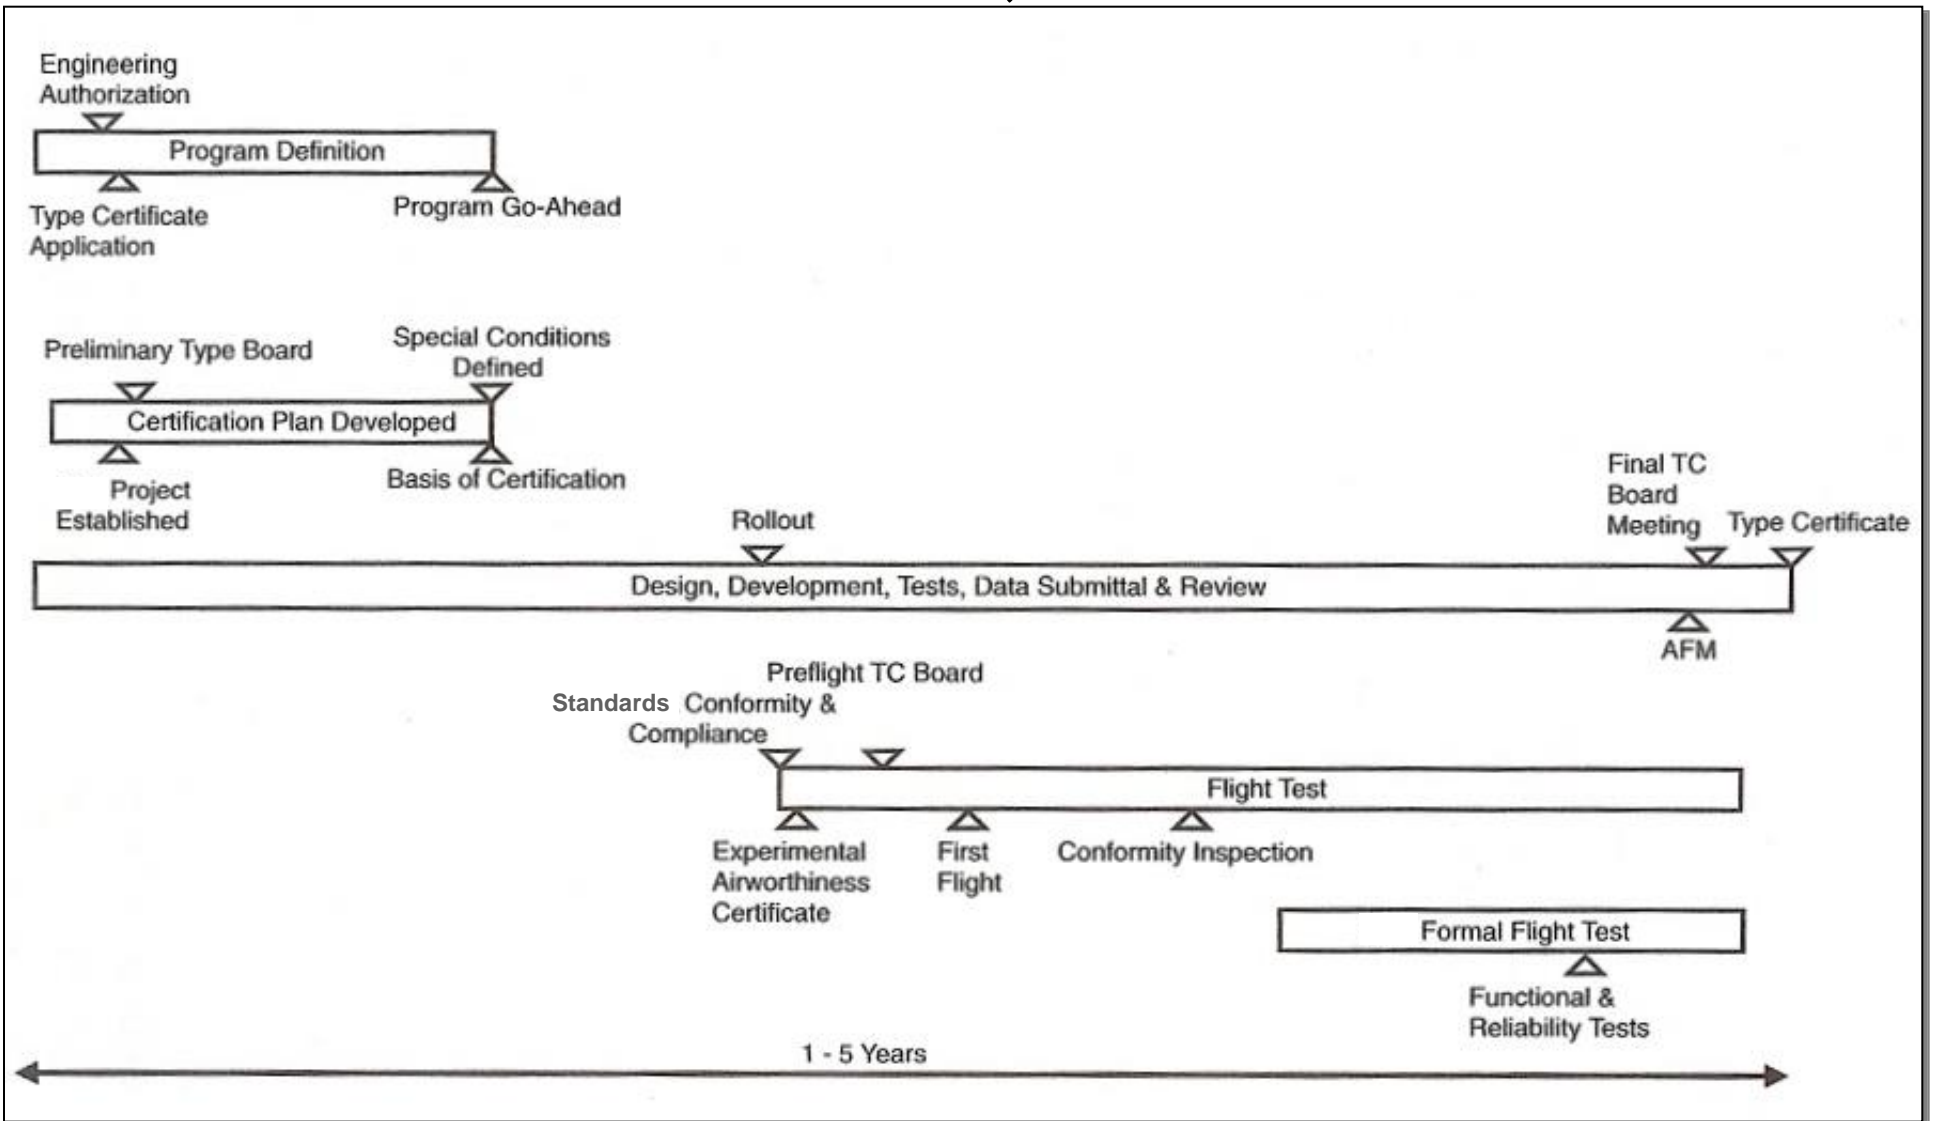 Engineering
Authorization
Program Definition
Type Certificate
Application
Program Go-Ahead
Preliminary Type Board
Special Conditions
Defined
Certification Plan Developed
Project
Established
Basis of Certification
Rollout
Final TC
Board
Meeting
Type Certificate
Design, Development, Tests, Data Submittal & Review
AFM
Preflight TC Board
Standards Conformity &
Compliance
Flight Test
Experimental
Airworthiness
Certificate
First
Flight
Conformity Inspection
Formal Flight Test
Functional &
Reliability Tests
1 - 5 Years